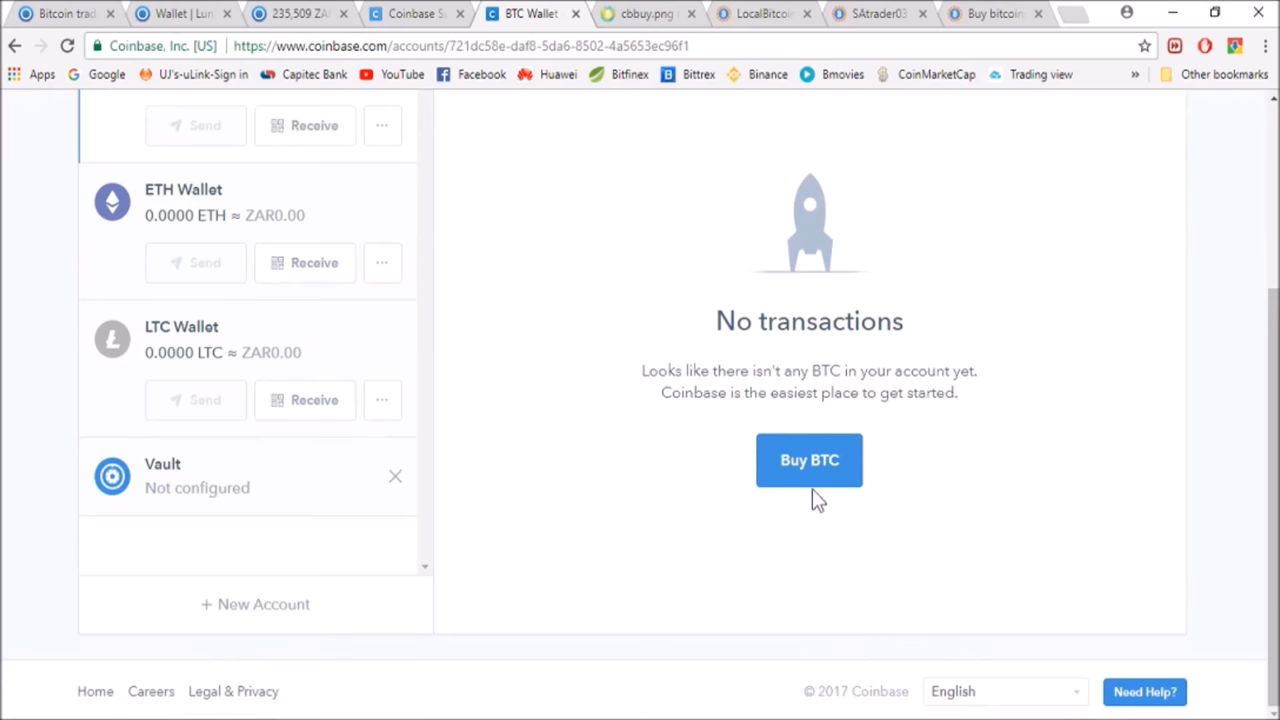 Bitcoin trad
Wallet | Lun
235,509 ZA
Coinbase S
BTC Wallet
cbbuy.png
LocalBitcoi
SAtrader03
Buy bitcoin
Coinbase, Inc. [US]
https://www.coinbase.com/accounts/721dc58e-daf8-5da6-8502-4a5653ec96f1
Apps
Google
UJ's-uLink-Sign in
Capitec Bank
YouTube
Facebook
Huawei
Bitfinex
Bittrex
Binance
Bmovies
CoinMarketCap
Trading view
»
Other bookmarks
Send
Receive
...
ETH Wallet
0.0000 ETH ≈ ZAR0.00
Send
Receive
...
LTC Wallet
0.0000 LTC ≈ ZAR0.00
Send
Receive
...
Vault
Not configured
+ New Account
No transactions
Looks like there isn't any BTC in your account yet.
Coinbase is the easiest place to get started.
Buy BTC
Home
Careers
Legal & Privacy
© 2017 Coinbase
English
Need Help?